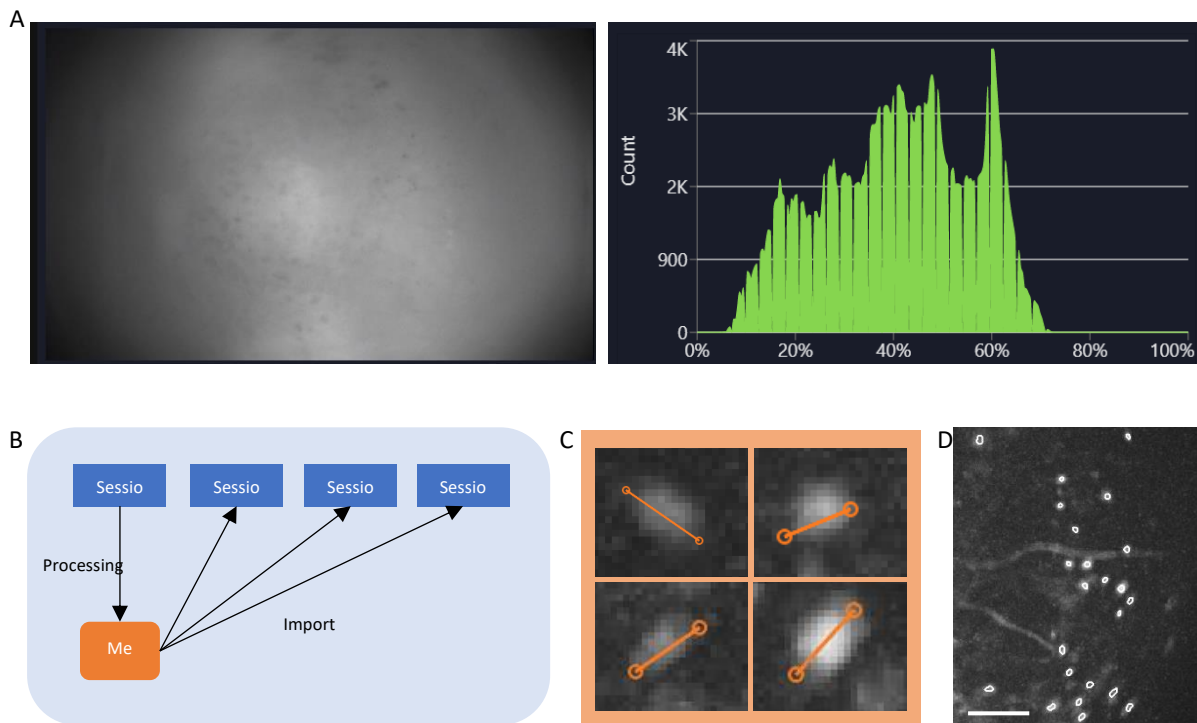 A
Count
4K
3K
2K
900
0
0%
20%
40%
60%
80%
100%
B
Sessio
Sessio
Sessio
Sessio
Processing
Import
Me
C
D